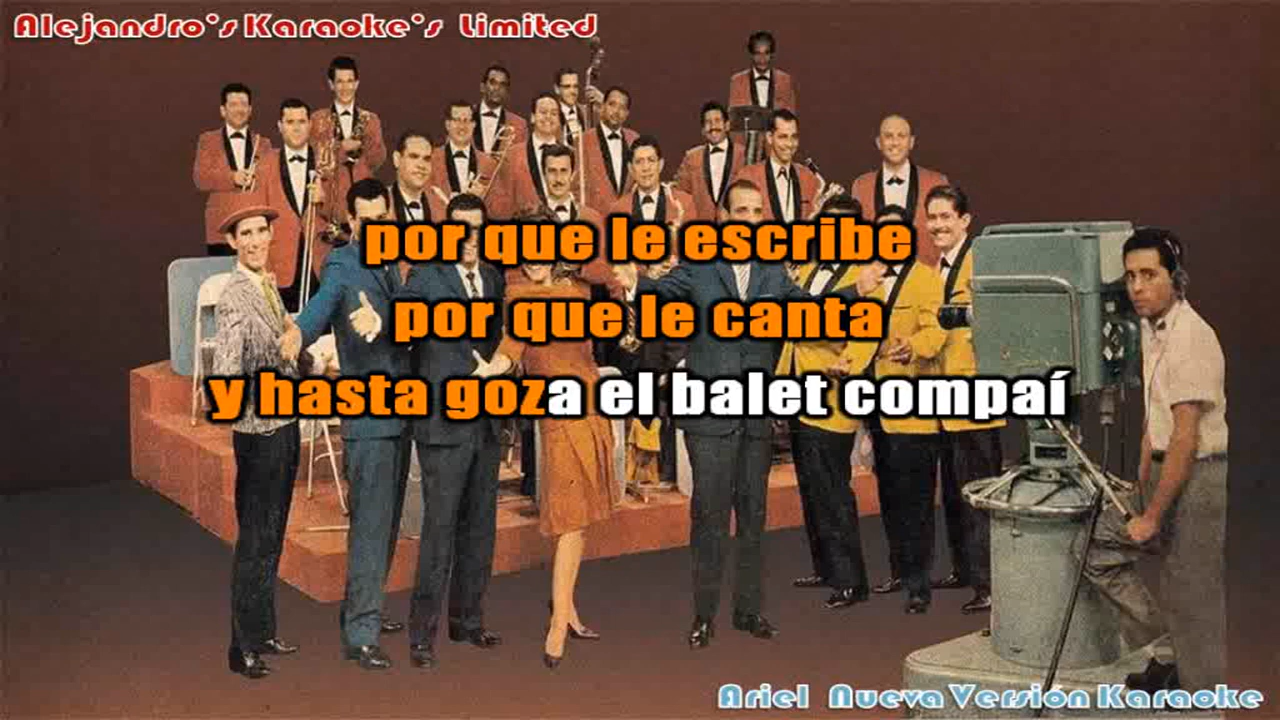 Alejandro's Karaoke's Limited
por que le escribe
por que le canta
y hasta goza el balet compaí
Ariel Nueva Versión Karaoke